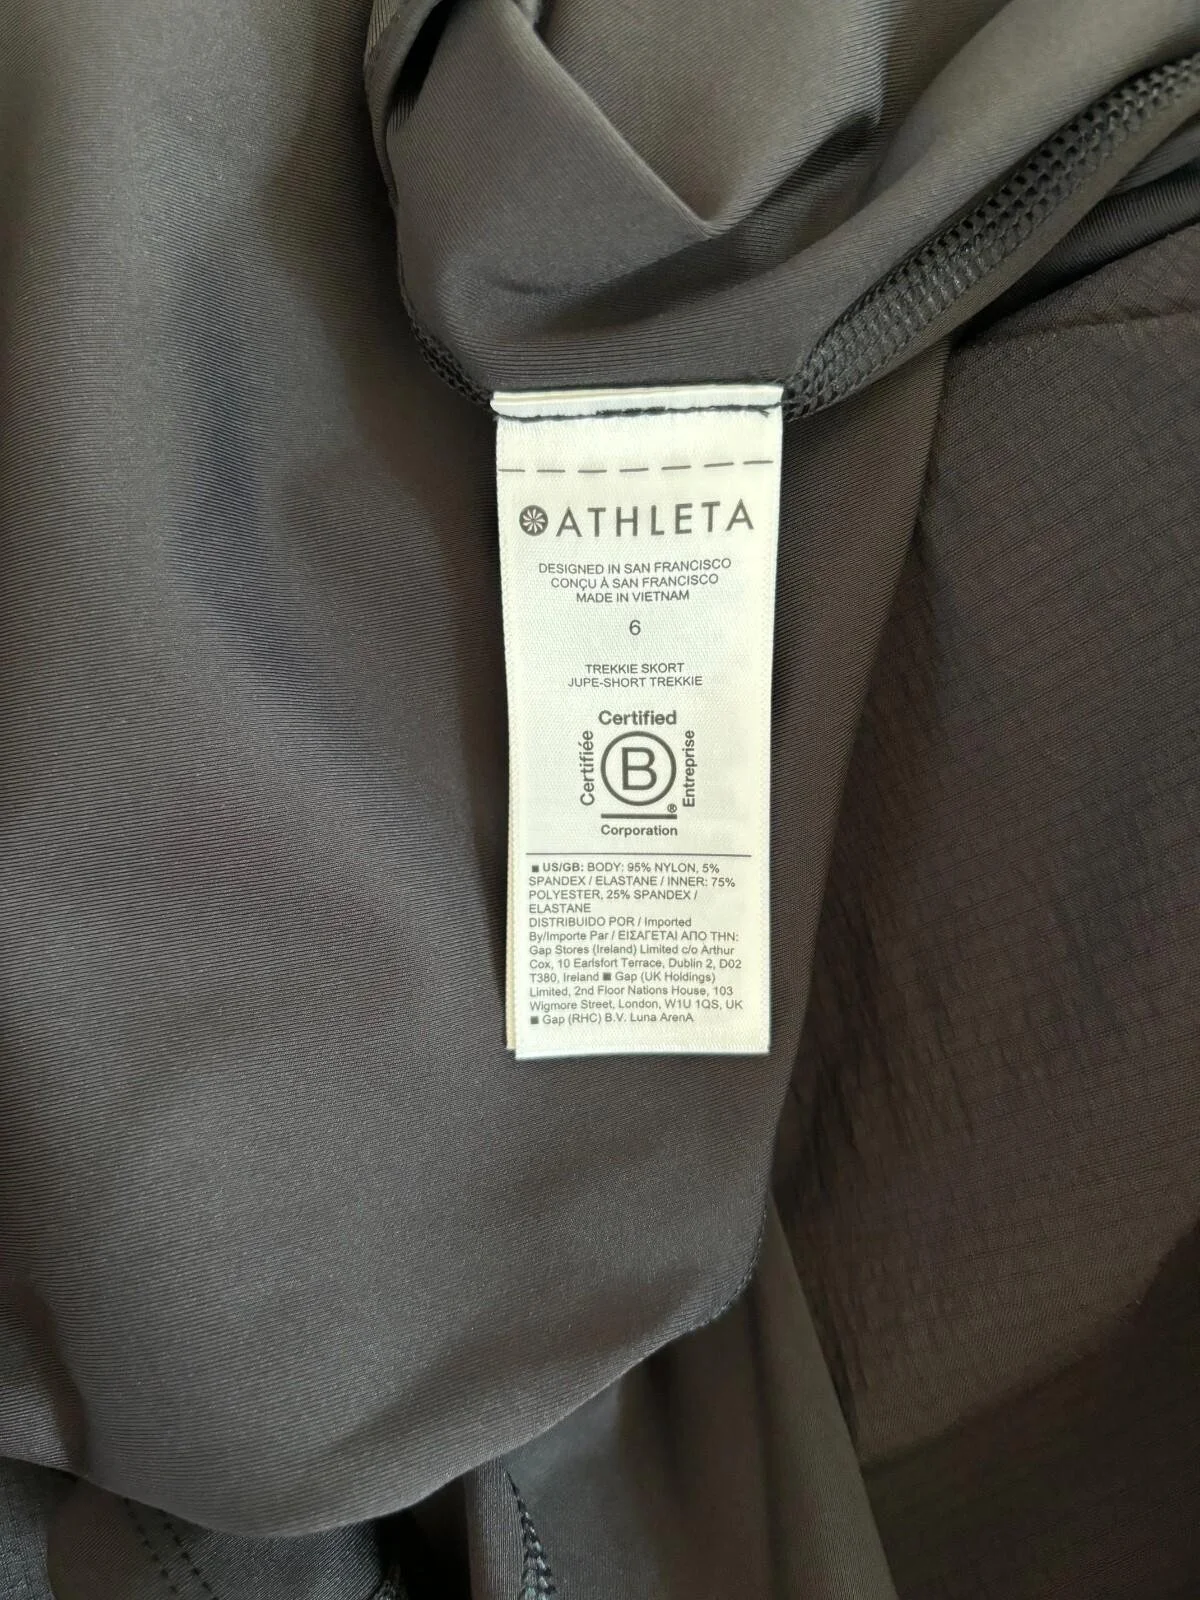 ATHLETA
DESIGNED IN SAN FRANCISCO
CONÇU À SAN FRANCISCO
MADE IN VIETNAM
6
TREKKIE SKORT
JUPE-SHORT TREKKIE
Certified
Certifiée
B
Entreprise
®
Corporation
■ US/GB: BODY: 95% NYLON, 5%
SPANDEX / ELASTANE / INNER: 75%
POLYESTER, 25% SPANDEX /
ELASTANE
DISTRIBUIDO POR / Imported
By/Importe Par / ΕΙΣΑΓΕΤΑΙ ΑΠΟ ΤΗΝ:
Gap Stores (Ireland) Limited c/o Arthur
Cox, 10 Earlsfort Terrace, Dublin 2, D02
T380, Ireland ■ Gap (UK Holdings)
Limited, 2nd Floor Nations House, 103
Wigmore Street, London, W1U 1QS, UK
■ Gap (RHC) B.V. Luna ArenA